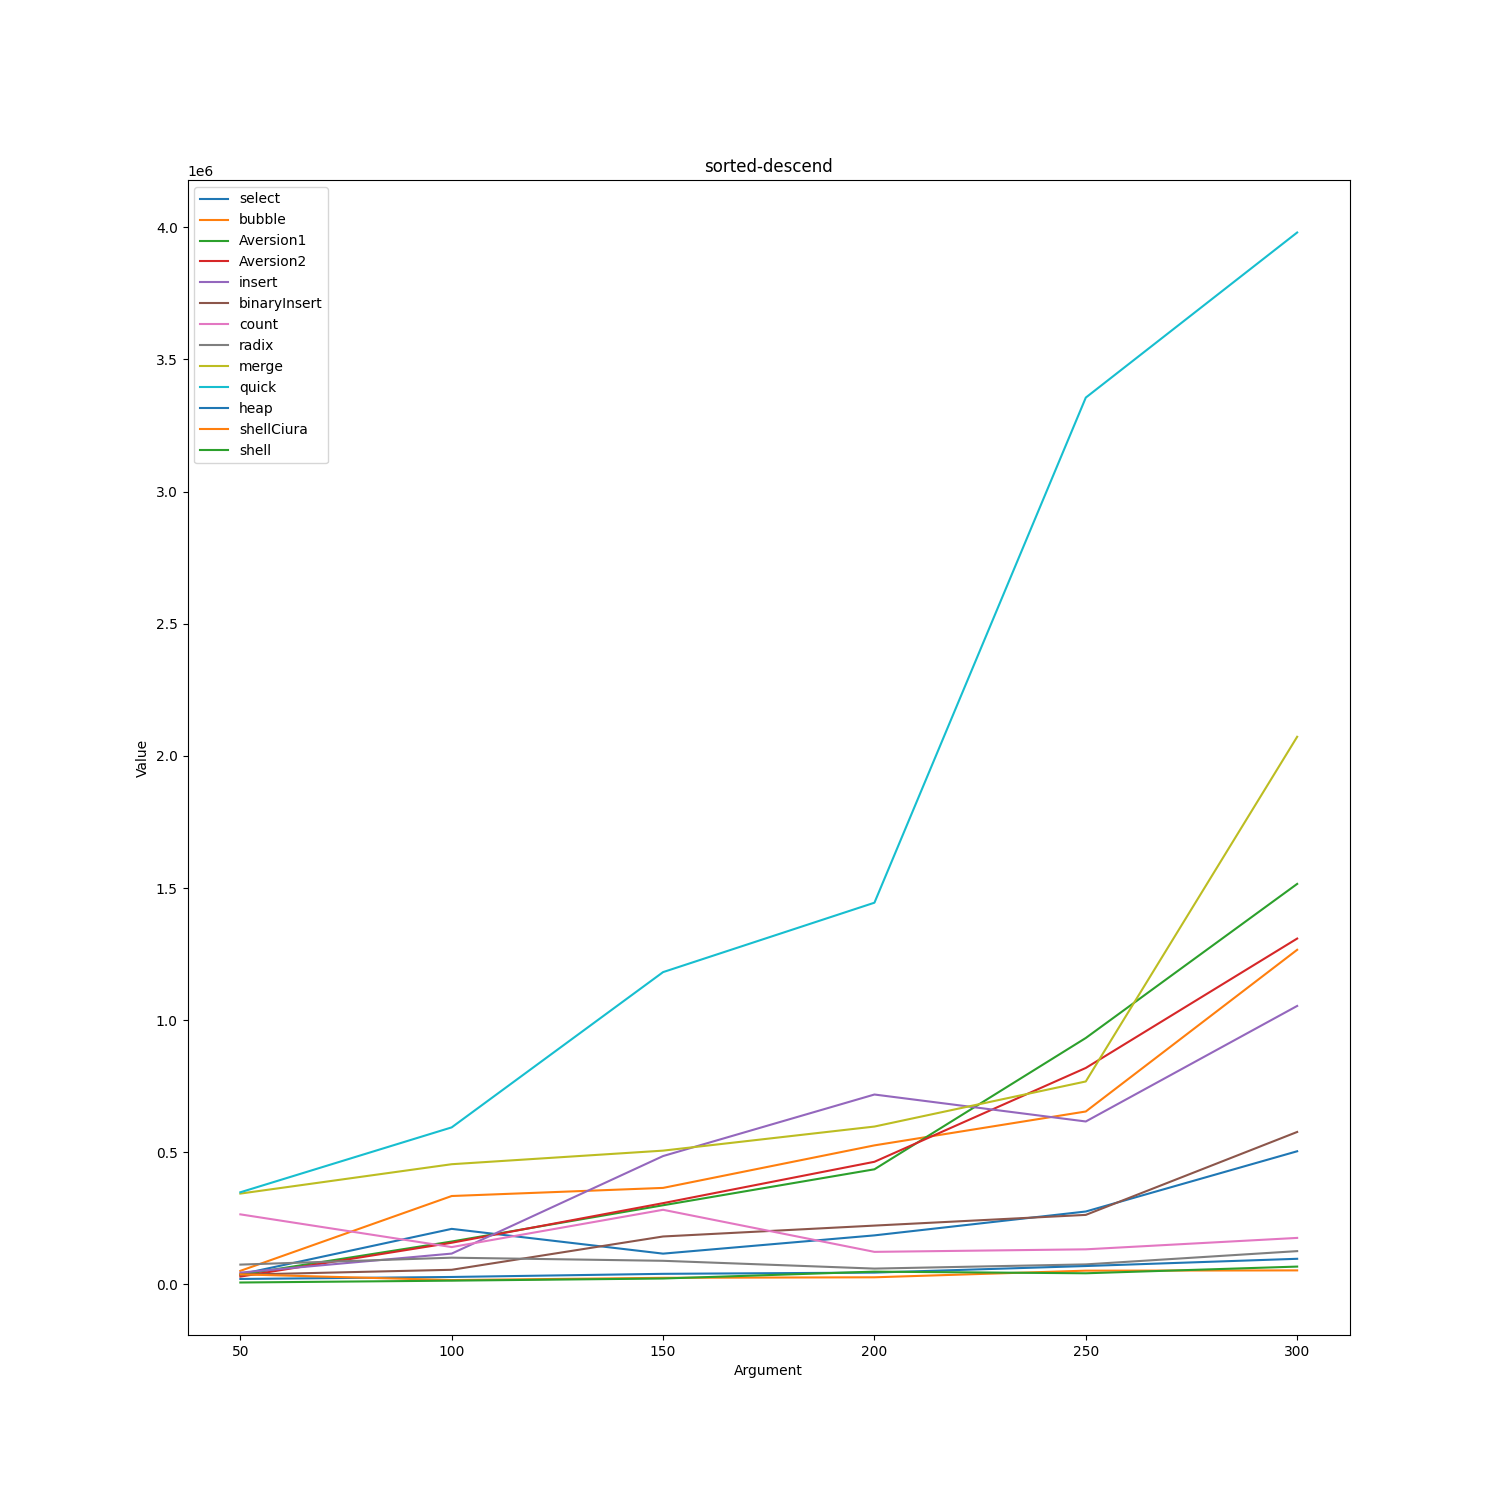 sorted-descend
1e6
select
bubble
Aversion1
Aversion2
insert
binaryInsert
count
radix
merge
quick
heap
shellCiura
shell
4.0
3.5
3.0
2.5
2.0
1.5
1.0
0.5
0.0
Value
50 100 150 200 250 300
Argument